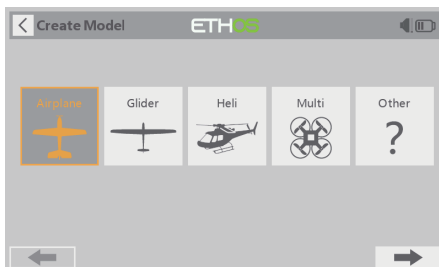 Create Model
ETHOS
Airplane
Glider
Heli
Multi
Other
?